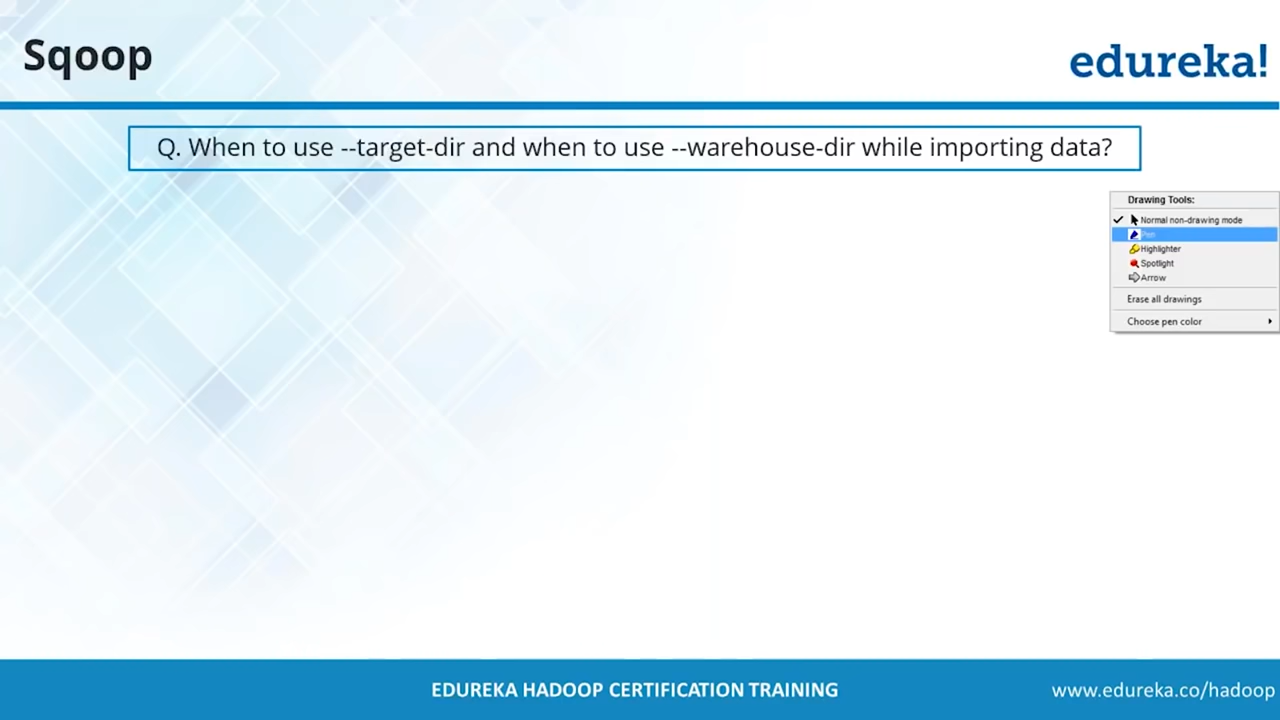 Sqoop
edureka!
Q. When to use --target-dir and when to use --warehouse-dir while importing data?
Drawing Tools:
Normal non-drawing mode
Pen
Highlighter
Spotlight
Arrow
Erase all drawings
Choose pen color
EDUREKA HADOOP CERTIFICATION TRAINING
www.edureka.co/hadoop